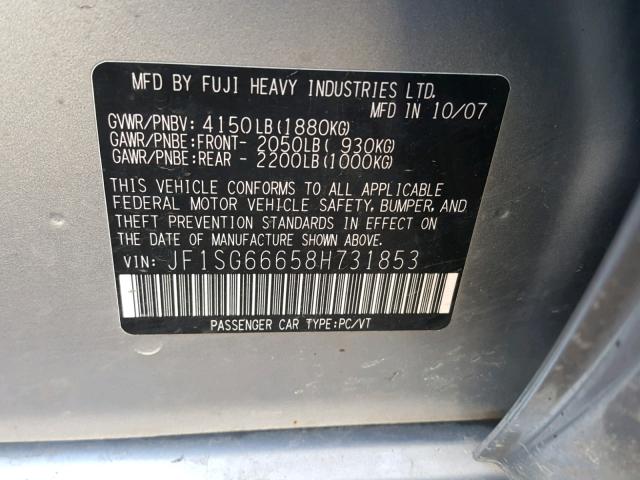 MFD BY FUJI HEAVY INDUSTRIES LTD.
MFD IN 10/07
GVWR/PNBV: 4150LB(1880KG)
GAWR/PNBE:FRONT- 2050LB( 930KG)
GAWR/PNBE:REAR - 2200LB(1000KG)
THIS VEHICLE CONFORMS TO ALL APPLICABLE
FEDERAL MOTOR VEHICLE SAFETY, BUMPER, AND
THEFT PREVENTION STANDARDS IN EFFECT ON
THE DATE OF MANUFACTURE SHOWN ABOVE.
VIN: JF1SG66658H731853
PASSENGER CAR TYPE:PC/VT